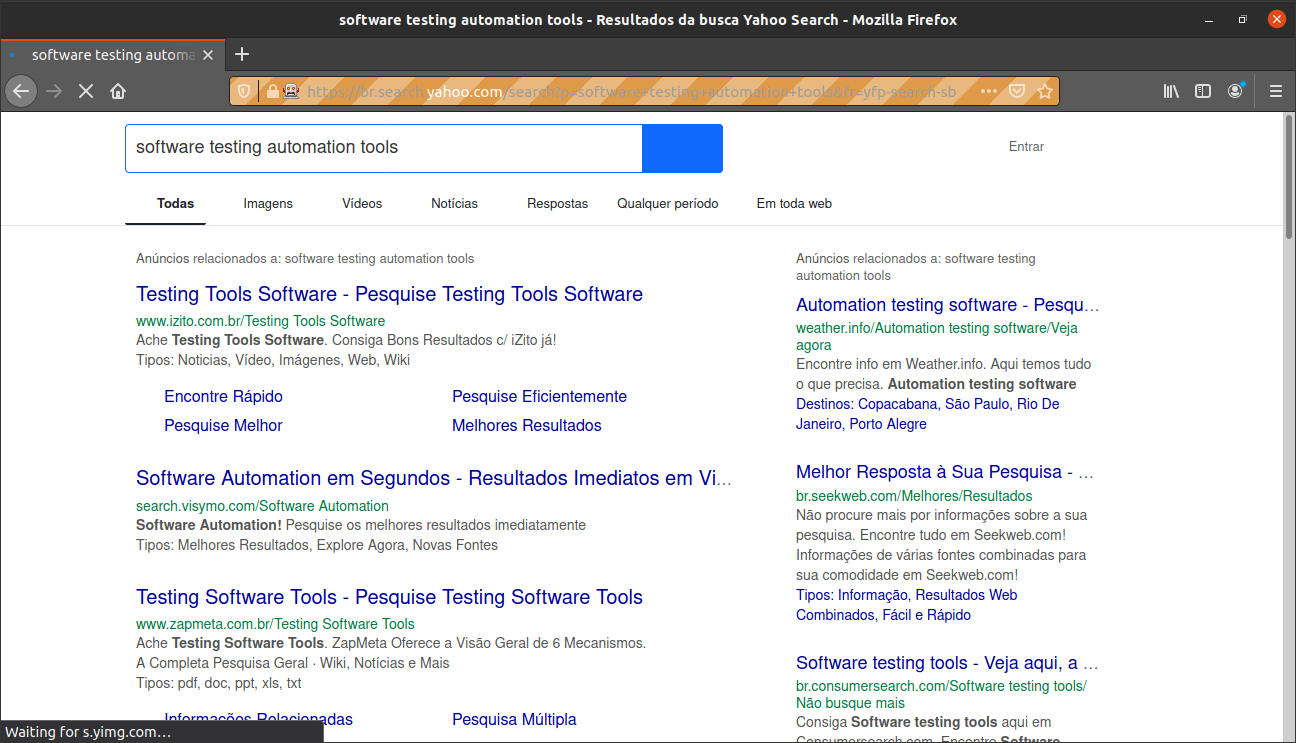 software testing automation tools - Resultados da busca Yahoo Search - Mozilla Firefox
software testing automa
https://br.search.yahoo.com/search?p=software+testing+automation+tools&fr=yfp-search-sb
software testing automation tools
Entrar
Todas Imagens Vídeos Notícias Respostas Qualquer período Em toda web
Anúncios relacionados a: software testing automation tools
Testing Tools Software - Pesquise Testing Tools Software
www.izito.com.br/Testing Tools Software
Ache Testing Tools Software. Consiga Bons Resultados c/ iZito já!
Tipos: Noticias, Vídeo, Imágenes, Web, Wiki
Encontre Rápido Pesquise Eficientemente
Pesquise Melhor Melhores Resultados
Software Automation em Segundos - Resultados Imediatos em Vi...
search.visymo.com/Software Automation
Software Automation! Pesquise os melhores resultados imediatamente
Tipos: Melhores Resultados, Explore Agora, Novas Fontes
Testing Software Tools - Pesquise Testing Software Tools
www.zapmeta.com.br/Testing Software Tools
Ache Testing Software Tools. ZapMeta Oferece a Visão Geral de 6 Mecanismos.
A Completa Pesquisa Geral · Wiki, Notícias e Mais
Tipos: pdf, doc, ppt, xls, txt
Informações Relacionadas Pesquisa Múltipla
Anúncios relacionados a: software testing
automation tools
Automation testing software - Pesqu...
weather.info/Automation testing software/Veja
agora
Encontre info em Weather.info. Aqui temos tudo
o que precisa. Automation testing software
Destinos: Copacabana, São Paulo, Rio De
Janeiro, Porto Alegre
Melhor Resposta à Sua Pesquisa - ...
br.seekweb.com/Melhores/Resultados
Não procure mais por informações sobre a sua
pesquisa. Encontre tudo em Seekweb.com!
Informações de várias fontes combinadas para
sua comodidade em Seekweb.com!
Tipos: Informação, Resultados Web
Combinados, Fácil e Rápido
Software testing tools - Veja aqui, a ...
br.consumersearch.com/Software testing tools/
Não busque mais
Consiga Software testing tools aqui em
Consumersearch.com. Encontre Software
Waiting for s.yimg.com...